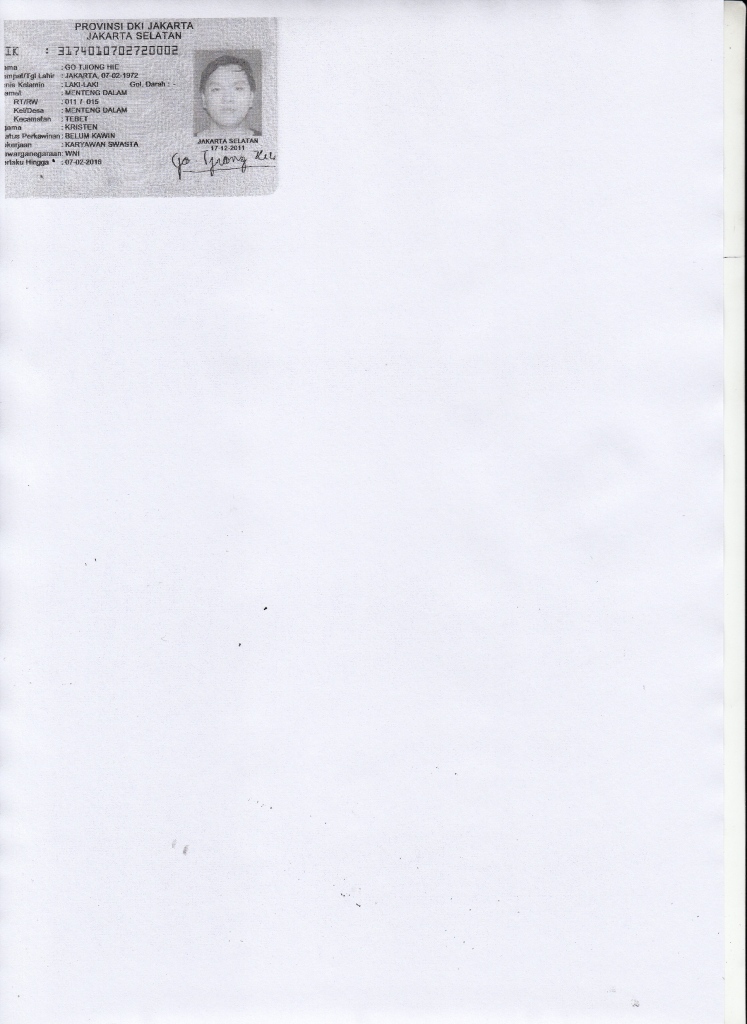 PROVINSI DKI JAKARTA
JAKARTA SELATAN
IK : 3174010702720002
ama : GO TJIONG HIE
mpat/Tgl Lahir : JAKARTA, 07-02-1972
nis Kelamin : LAKI-LAKI Gol. Darah : -
amat : MENTENG DALAM
RT/RW : 011 / 015
Kel/Desa : MENTENG DALAM
Kecamatan : TEBET
gama : KRISTEN
atus Perkawinan: BELUM KAWIN
ekerjaan : KARYAWAN SWASTA
ewarganegaraan: WNI
erlaku Hingga : 07-02-2016
JAKARTA SELATAN
17-12-2011
Go Tjiong Hie